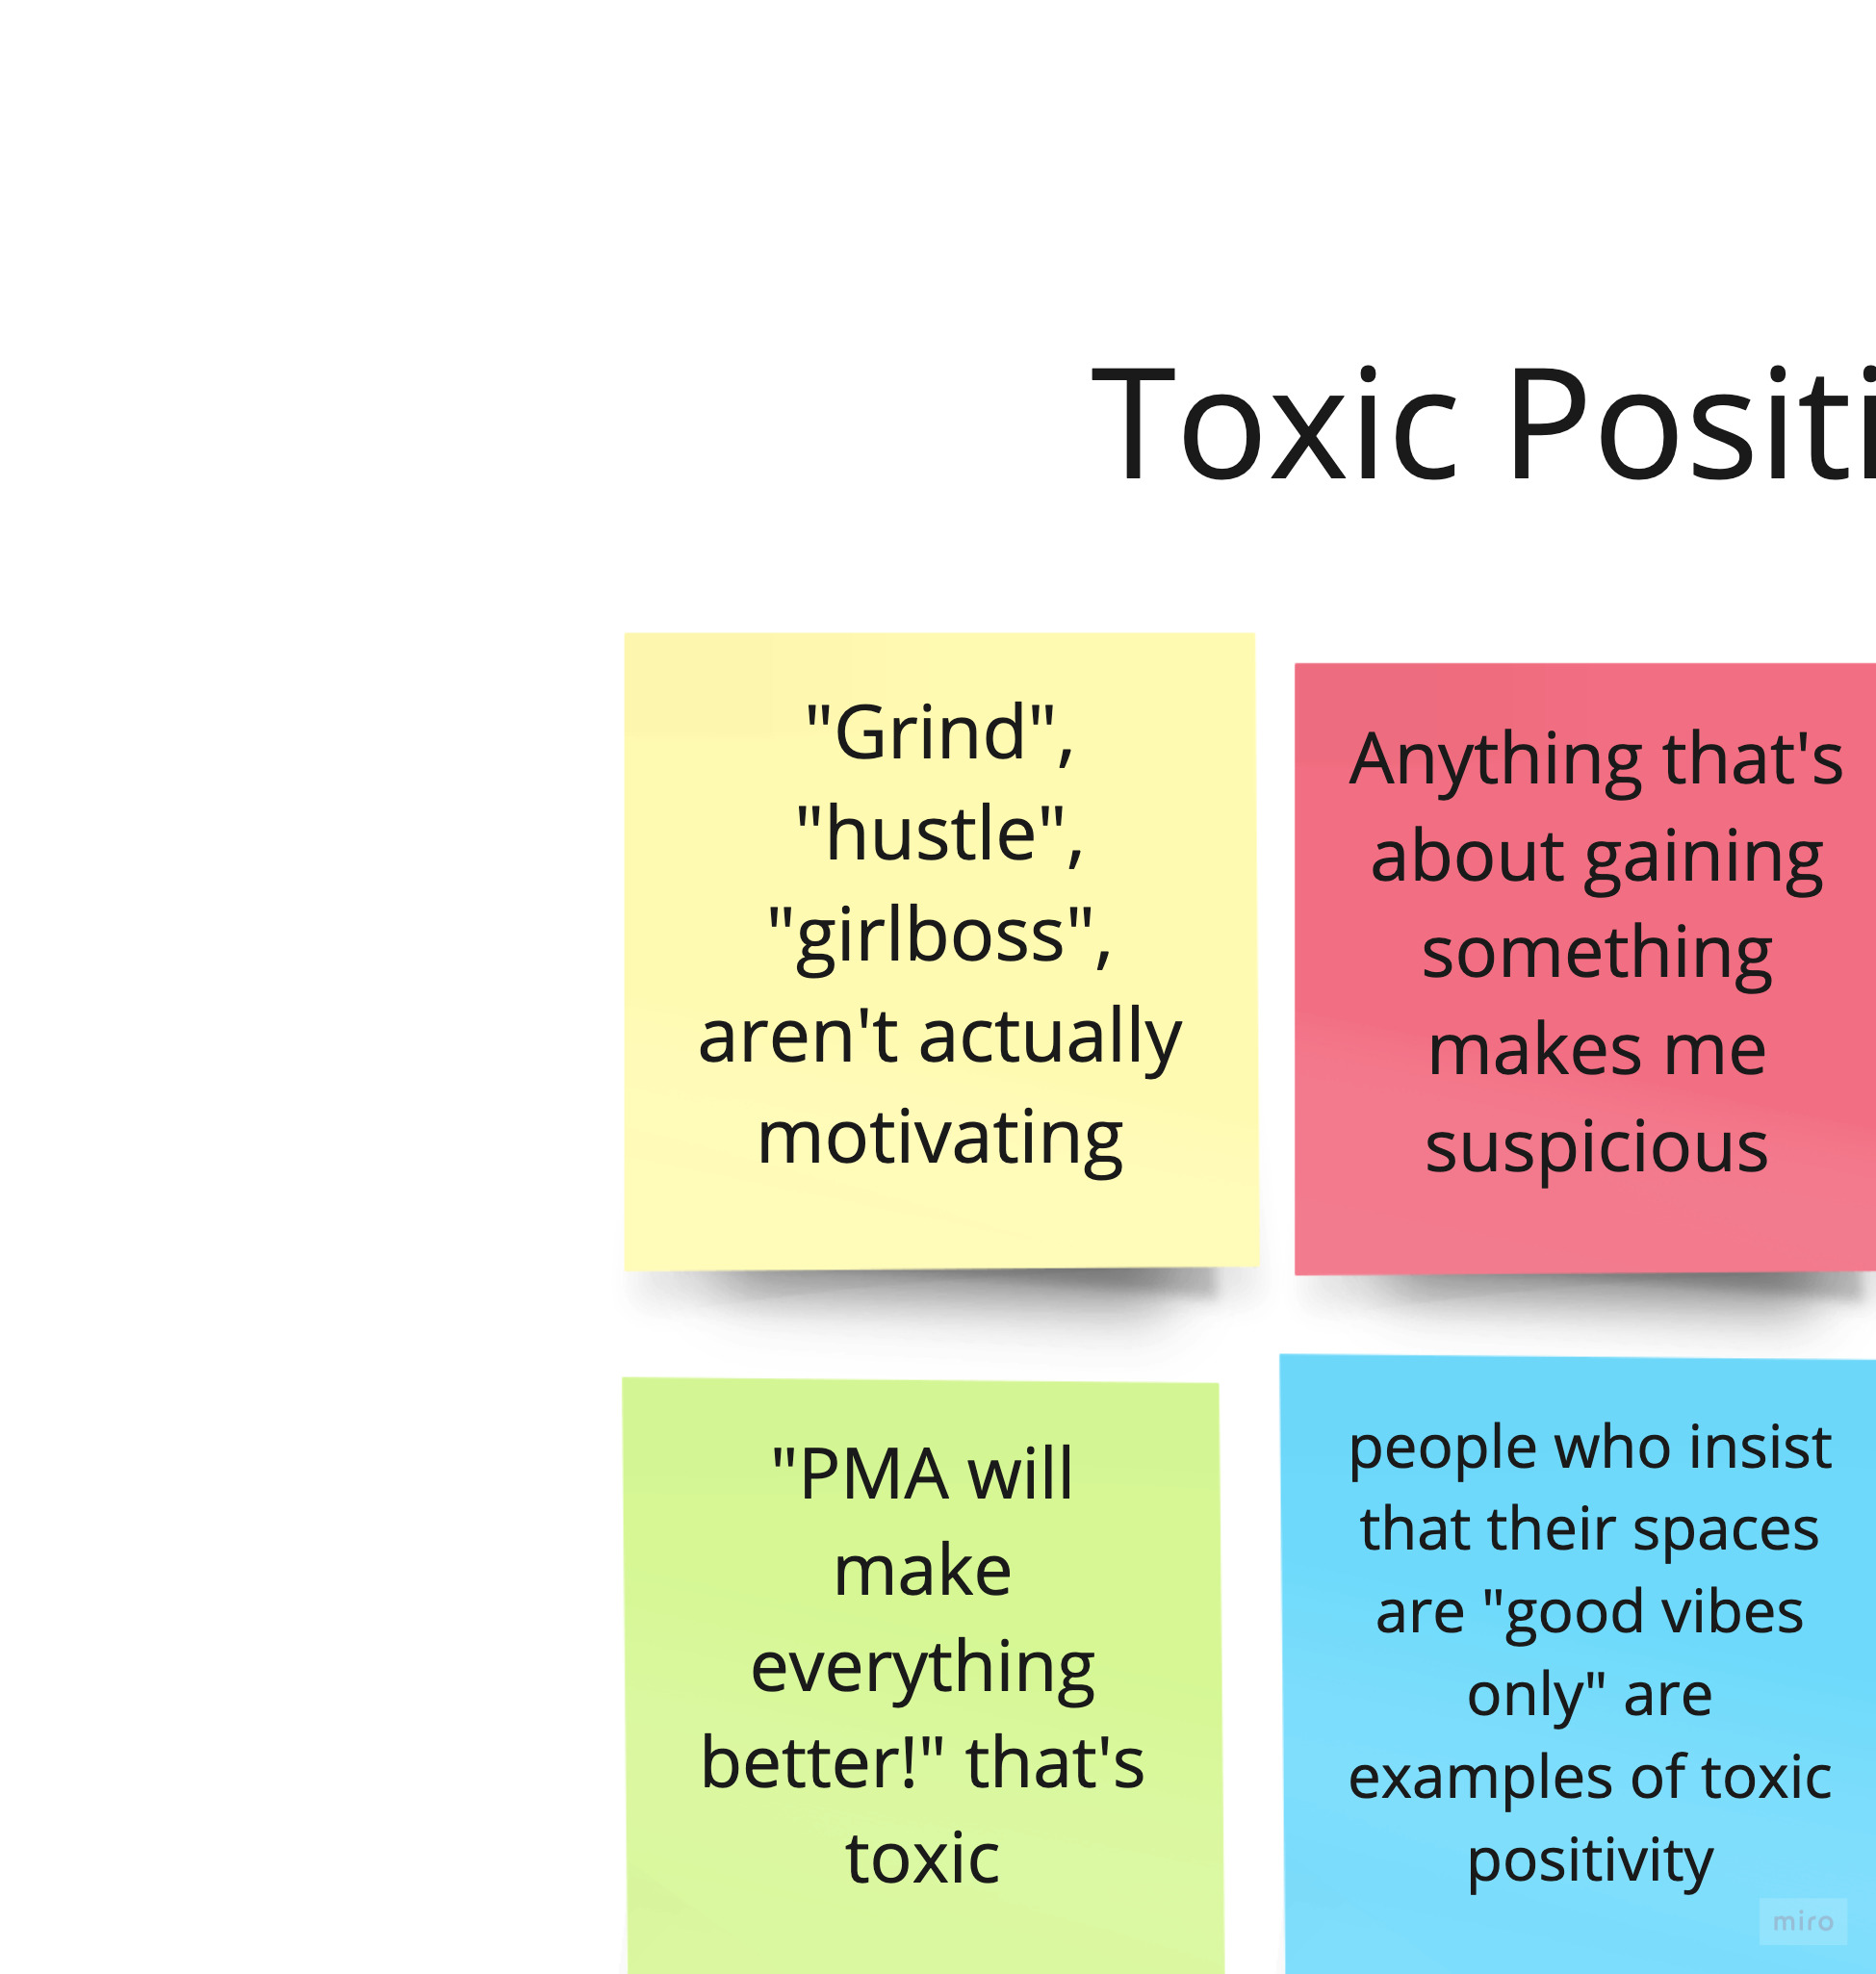 Toxic Positi
"Grind",
"hustle",
"girlboss",
aren't actually
motivating
Anything that's
about gaining
something
makes me
suspicious
"PMA will
make
everything
better!" that's
toxic
people who insist
that their spaces
are "good vibes
only" are
examples of toxic
positivity
miro